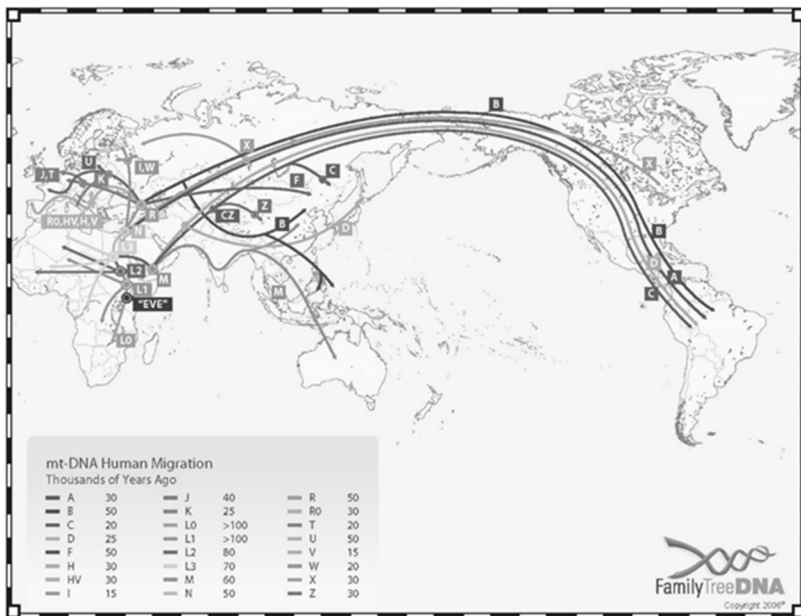 B
X
U
I,W
J,T
K
X
C
F
R
CZ
Z
B
D
R0,HV,H,V
N
L3
L2
M
L1
"EVE"
L0
M
B
D
A
C
mt-DNA Human Migration
Thousands of Years Ago
A 30 J 40 R 50
B 50 K 25 R0 30
C 20 L0 >100 T 20
D 25 L1 >100 U 50
F 50 L2 80 V 15
H 30 L3 70 W 20
HV 30 M 60 X 30
I 15 N 50 Z 30
FamilyTreeDNA
Copyright 2006®